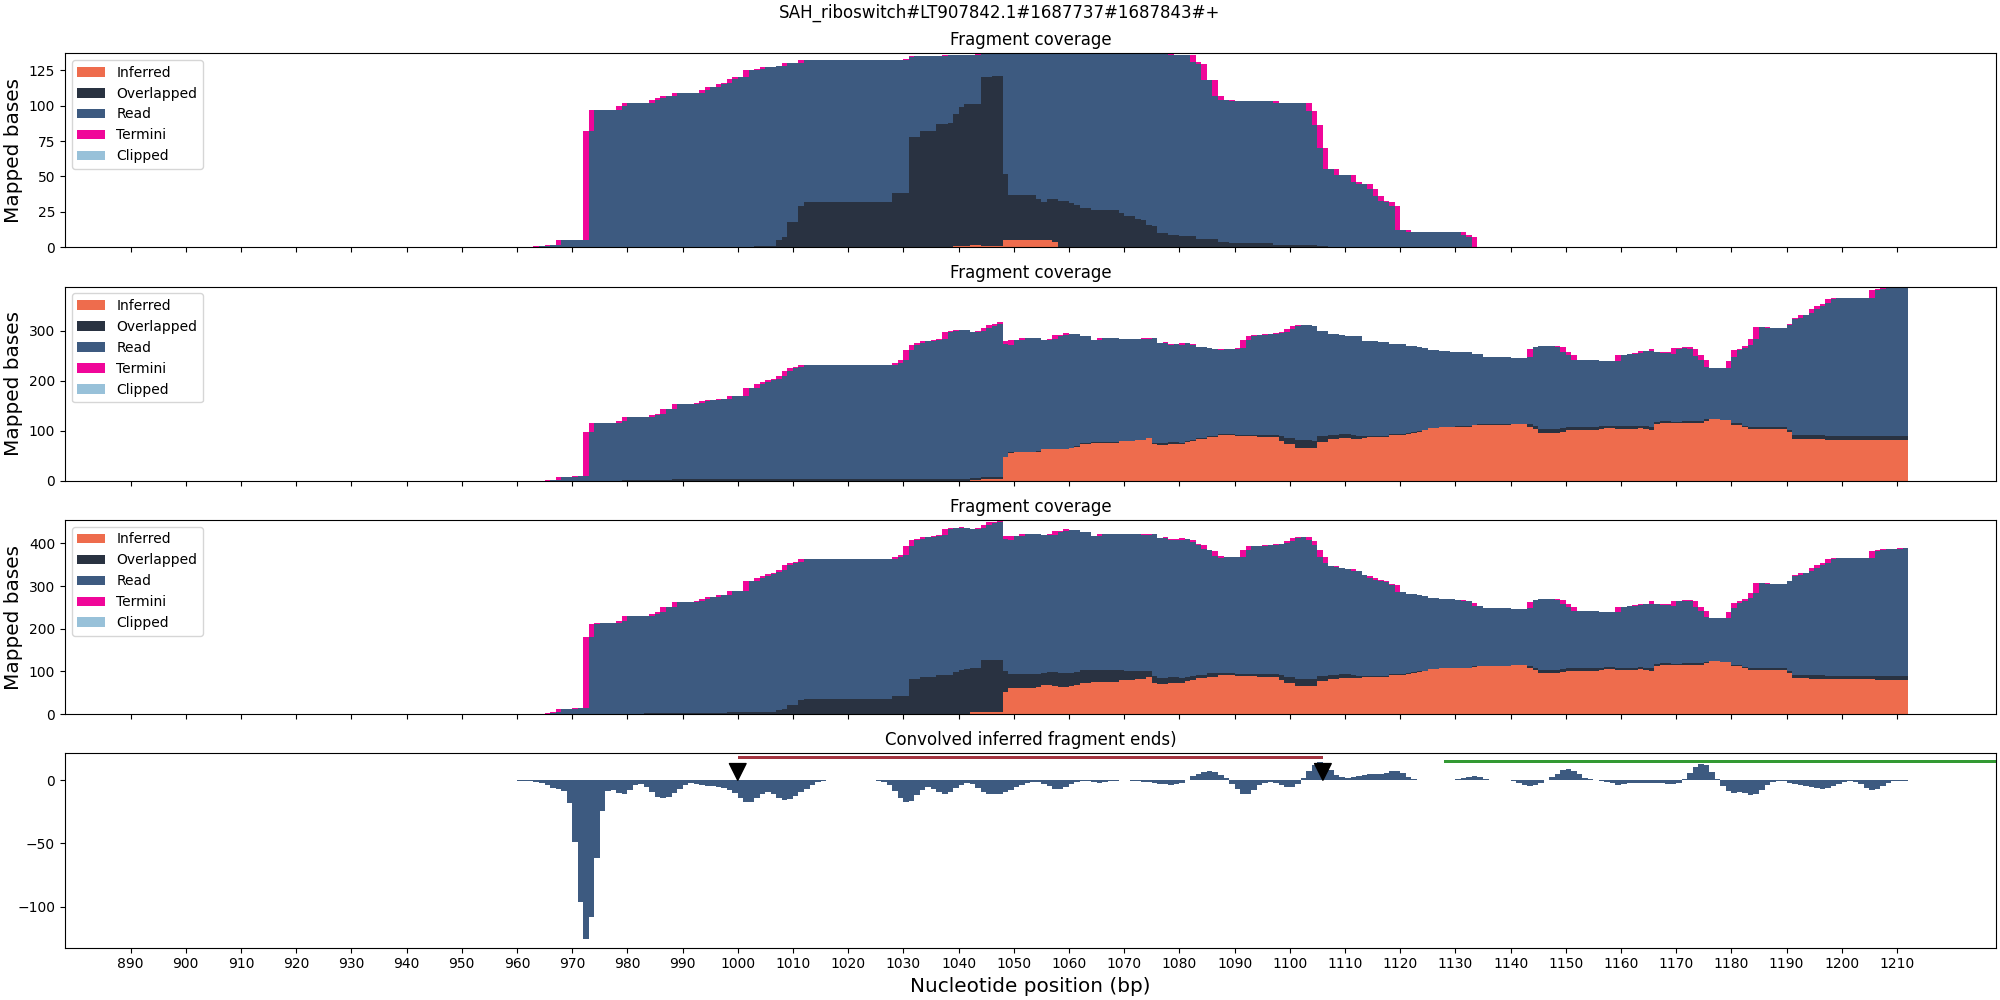 SAH_riboswitch#LT907842.1#1687737#1687843#+
Fragment coverage
Mapped bases
125
100
75
50
25
0
Inferred
Overlapped
Read
Termini
Clipped
Fragment coverage
Mapped bases
300
200
100
0
Inferred
Overlapped
Read
Termini
Clipped
Fragment coverage
Mapped bases
400
300
200
100
0
Inferred
Overlapped
Read
Termini
Clipped
Convolved inferred fragment ends)
0
−50
−100
890 900 910 920 930 940 950 960 970 980 990 1000 1010 1020 1030 1040 1050 1060 1070 1080 1090 1100 1110 1120 1130 1140 1150 1160 1170 1180 1190 1200 1210
Nucleotide position (bp)